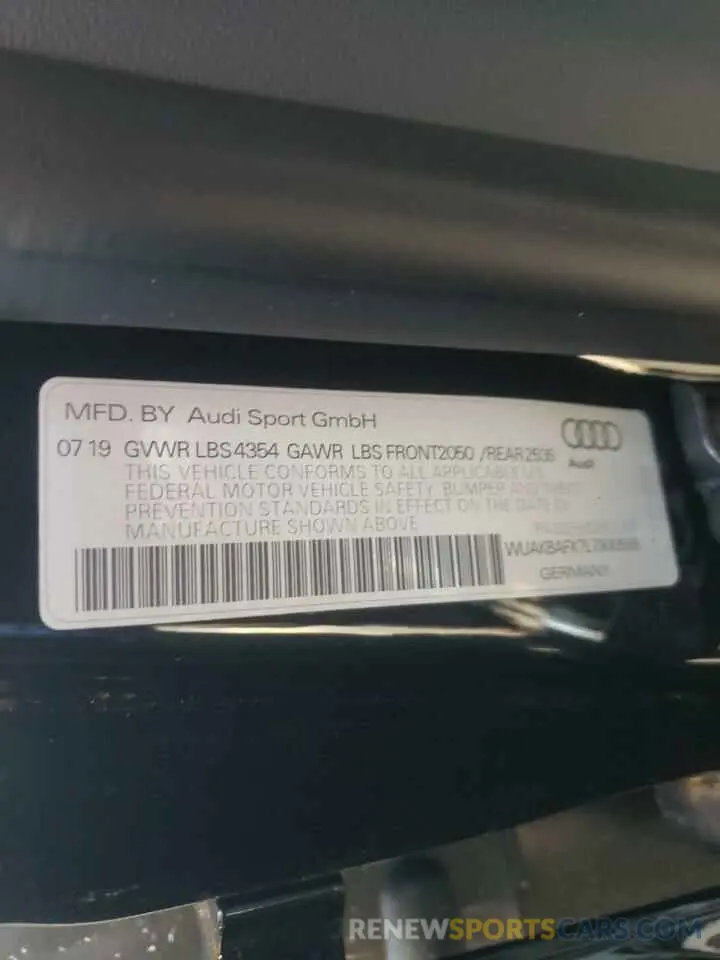 MFD. BY Audi Sport GmbH
07 19 GVWR LBS 4354 GAWR LBS FRONT 2050 /REAR 2535
THIS VEHICLE CONFORMS TO ALL APPLICABLE U.S.
FEDERAL MOTOR VEHICLE SAFETY, BUMPER AND THEFT
PREVENTION STANDARDS IN EFFECT ON THE DATE OF
MANUFACTURE SHOWN ABOVE
Audi
GERMANY
RENEWSPORTSCARS.COM